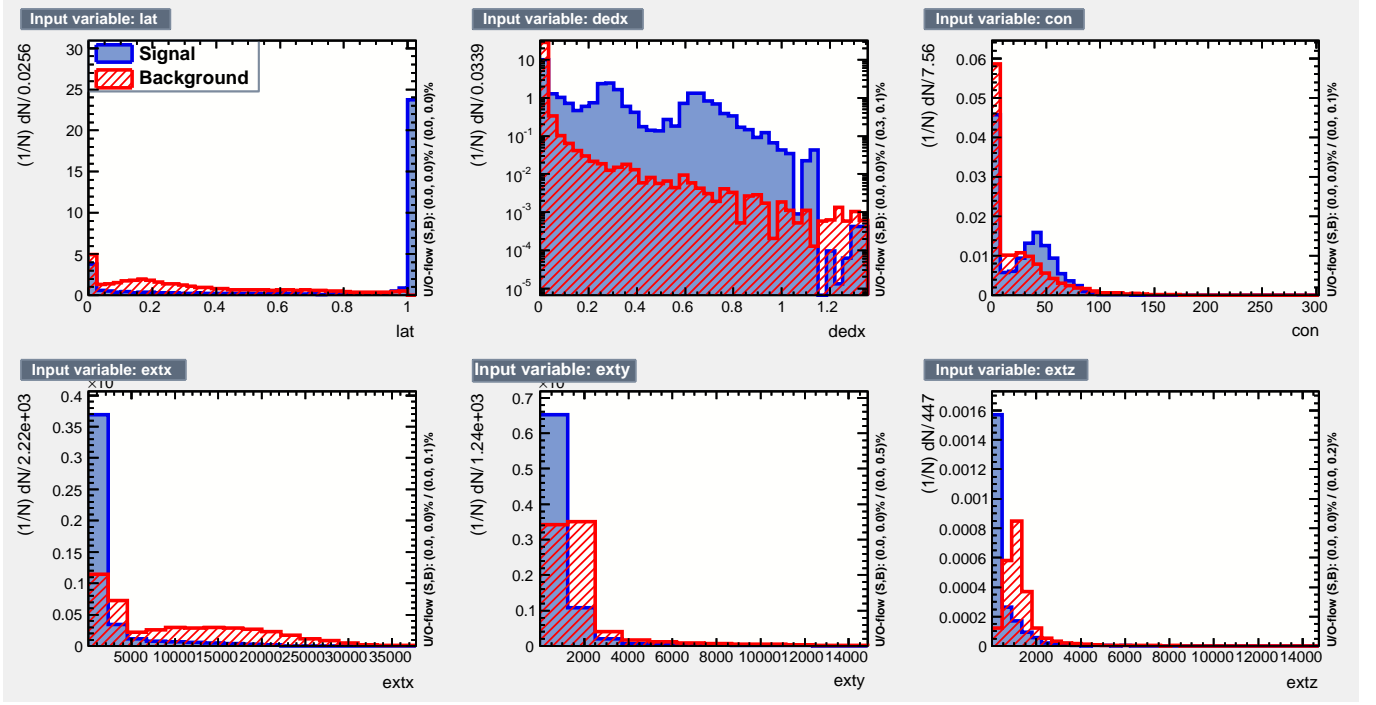 Input variable: lat
(1/N) dN/0.0256
30
25
20
15
10
5
0
Signal
Background
0 0.2 0.4 0.6 0.8 1
lat
U/O-flow (S,B): (0.0, 0.0)% / (0.0, 0.0)%
Input variable: dedx
(1/N) dN/0.0339
10
1
10-1
10-2
10-3
10-4
10-5
0 0.2 0.4 0.6 0.8 1 1.2
dedx
U/O-flow (S,B): (0.0, 0.0)% / (0.3, 0.1)%
Input variable: con
(1/N) dN/7.56
0.06
0.05
0.04
0.03
0.02
0.01
0
0 50 100 150 200 250 300
con
U/O-flow (S,B): (0.0, 0.0)% / (0.0, 0.1)%
Input variable: extx
(1/N) dN/2.22e+03
0.4
0.35
0.3
0.25
0.2
0.15
0.1
0.05
0
5000 10000 15000 20000 25000 30000 35000
extx
U/O-flow (S,B): (0.0, 0.0)% / (0.0, 0.1)%
Input variable: exty
(1/N) dN/1.24e+03
0.7
0.6
0.5
0.4
0.3
0.2
0.1
0
2000 4000 6000 8000 10000 12000 14000
exty
U/O-flow (S,B): (0.0, 0.0)% / (0.0, 0.5)%
Input variable: extz
(1/N) dN/447
0.0016
0.0014
0.0012
0.001
0.0008
0.0006
0.0004
0.0002
0
2000 4000 6000 8000 10000 12000 14000
extz
U/O-flow (S,B): (0.0, 0.0)% / (0.0, 0.2)%